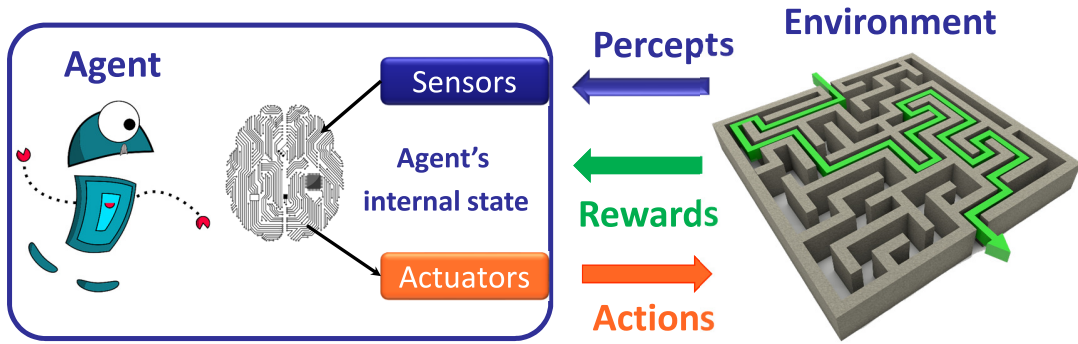 Agent
Sensors
Agent's
internal state
Actuators
Percepts
Rewards
Actions
Environment